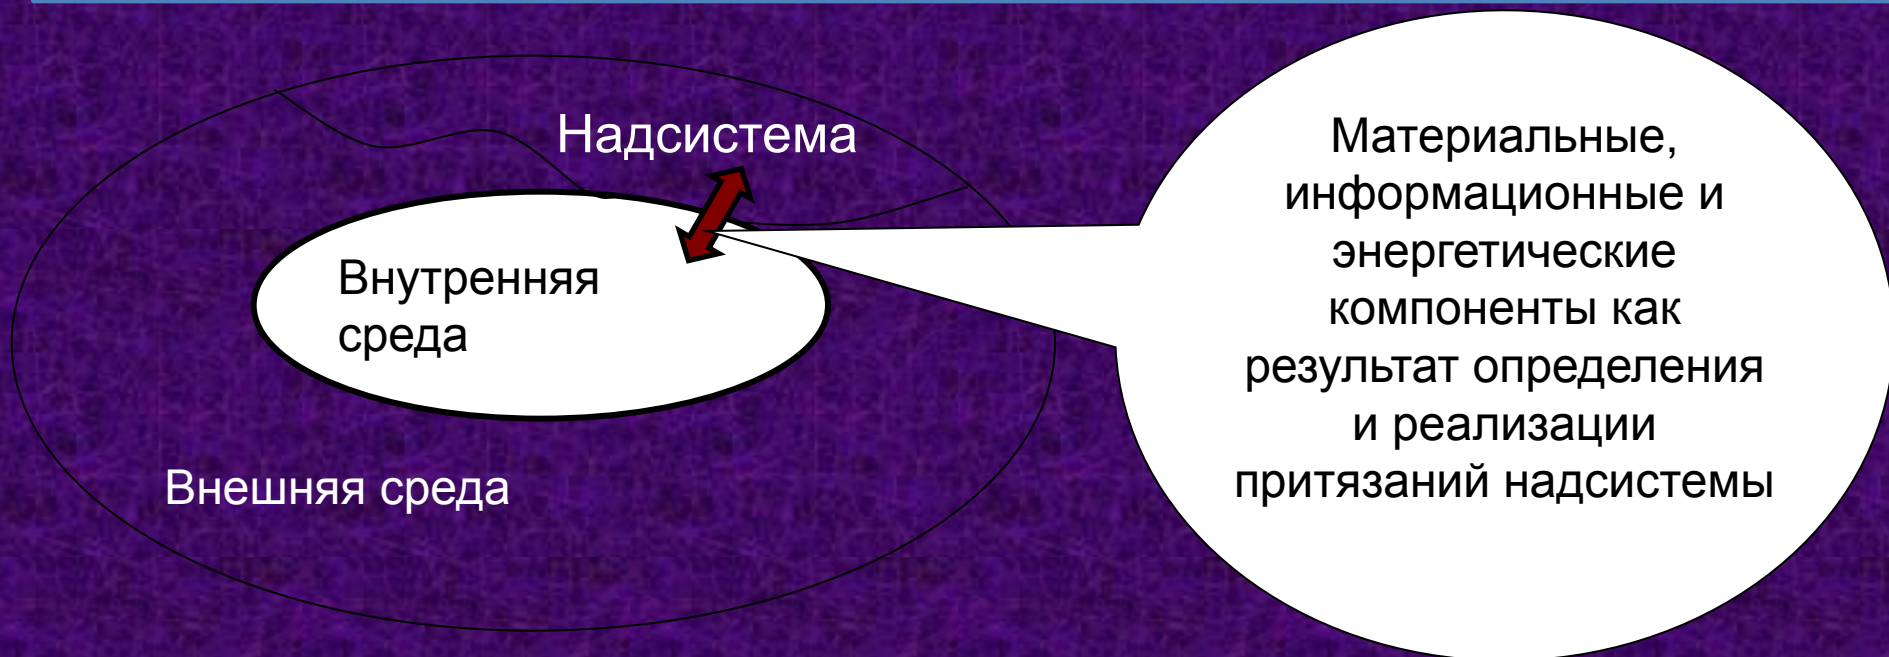 Надсистема
Внутренняя
среда
Внешняя среда
Материальные,
информационные и
энергетические
компоненты как
результат определения
и реализации
притязаний надсистемы